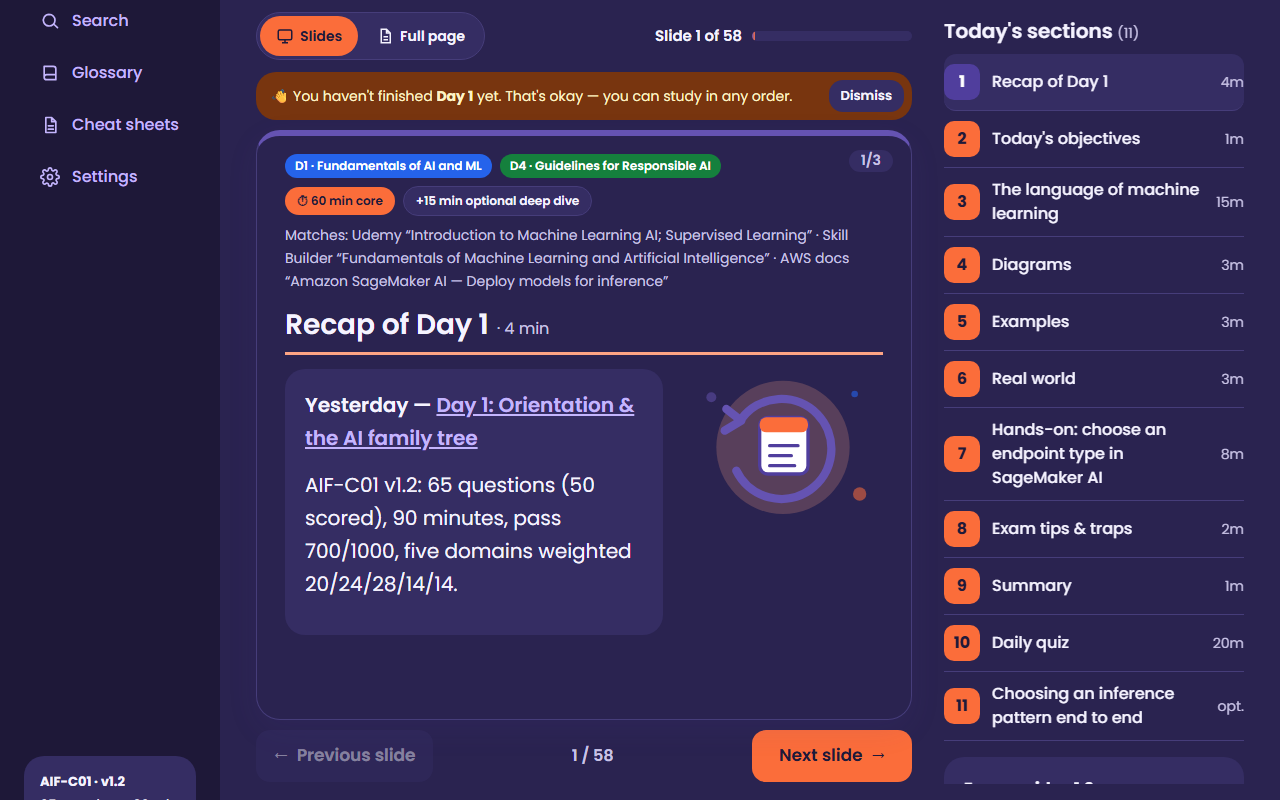 Search
Glossary
Cheat sheets
Settings
AIF-C01 · v1.2
Slides
Full page
Slide 1 of 58
👋 You haven't finished Day 1 yet. That's okay — you can study in any order.
Dismiss
D1 · Fundamentals of AI and ML
D4 · Guidelines for Responsible AI
1/3
⏱ 60 min core
+15 min optional deep dive
Matches: Udemy “Introduction to Machine Learning AI; Supervised Learning” · Skill
Builder “Fundamentals of Machine Learning and Artificial Intelligence” · AWS docs
“Amazon SageMaker AI — Deploy models for inference”
Recap of Day 1 · 4 min
Yesterday — Day 1: Orientation &
the AI family tree
AIF-C01 v1.2: 65 questions (50
scored), 90 minutes, pass
700/1000, five domains weighted
20/24/28/14/14.
← Previous slide
1 / 58
Next slide →
Today's sections (11)
1 Recap of Day 1 4m
2 Today's objectives 1m
3 The language of machine
learning 15m
4 Diagrams 3m
5 Examples 3m
6 Real world 3m
7 Hands-on: choose an
endpoint type in
SageMaker AI 8m
8 Exam tips & traps 2m
9 Summary 1m
10 Daily quiz 20m
11 Choosing an inference
pattern end to end opt.